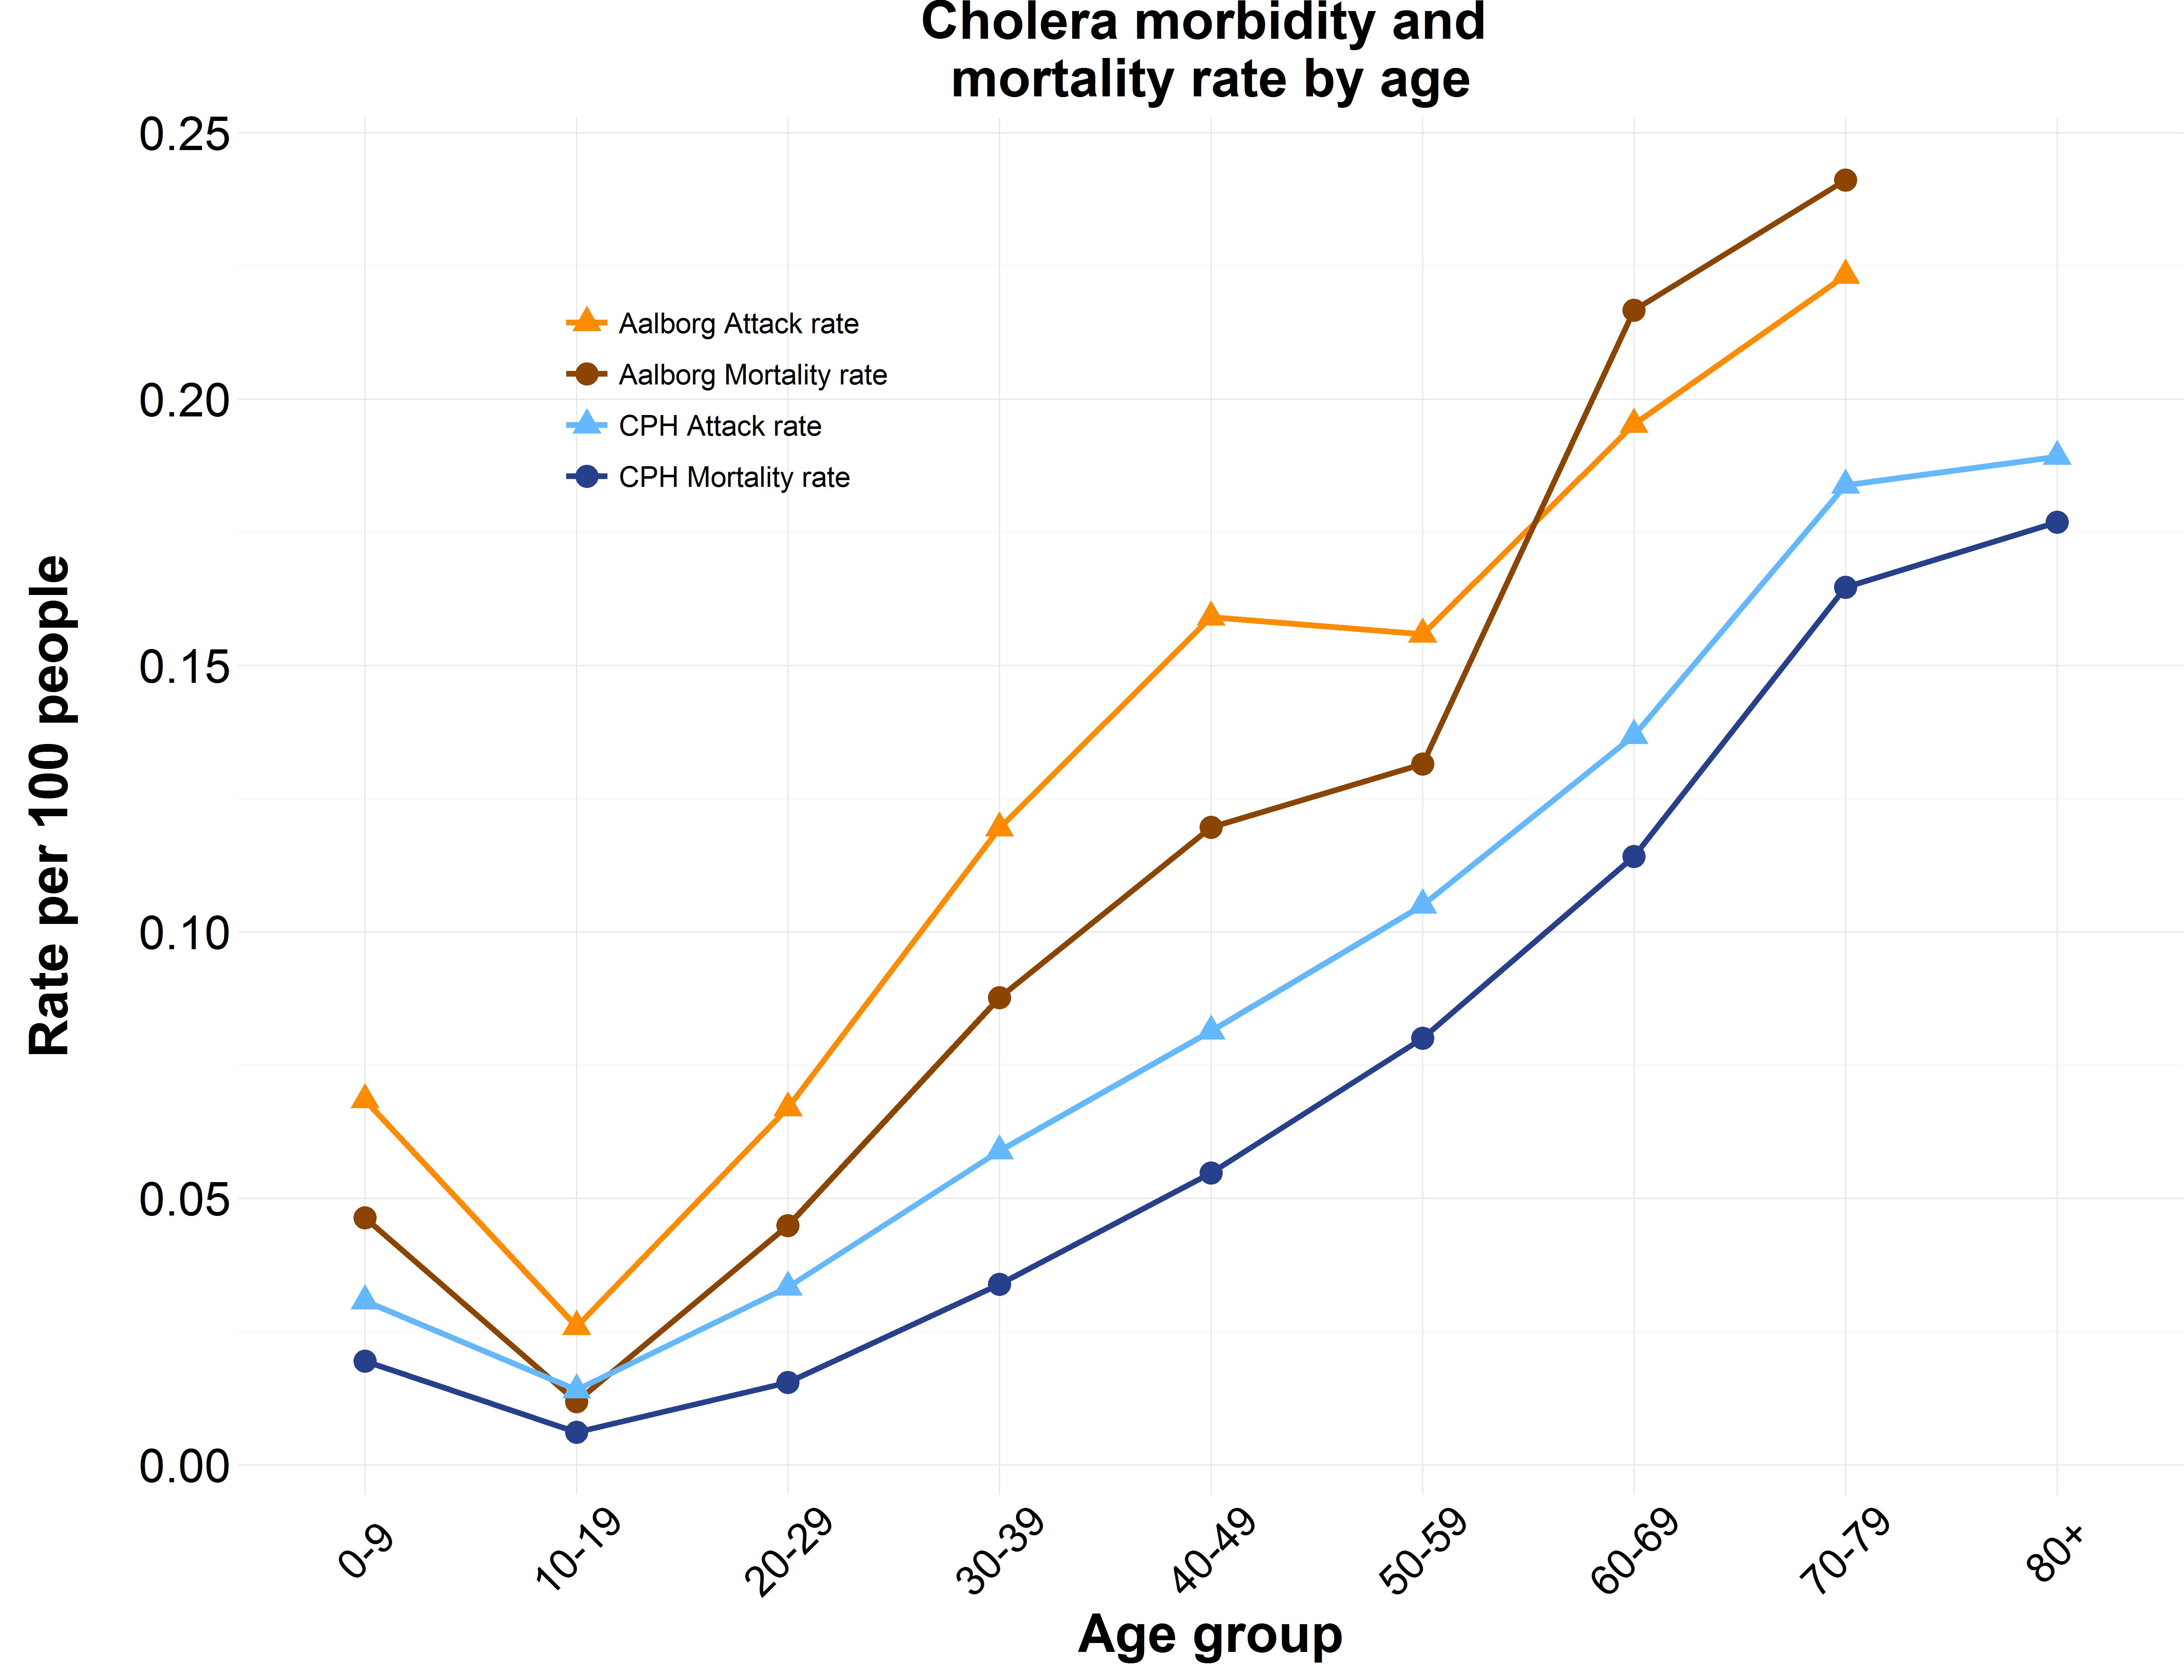 Cholera morbidity and
mortality rate by age
0.25
0.20
0.15
0.10
0.05
0.00
Rate per 100 people
Aalborg Attack rate
Aalborg Mortality rate
CPH Attack rate
CPH Mortality rate
0-9
10-19
20-29
30-39
40-49
50-59
60-69
70-79
80+
Age group